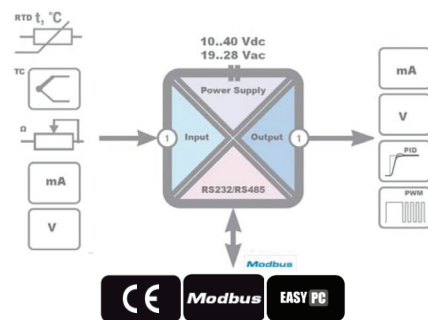 RTD t, °C
TC
Ω
mA
V
10..40 Vdc
19..28 Vac
Power Supply
1 Input
Output 1
RS232/RS485
mA
V
PID
PWM
Modbus
CE Modbus EASY PC